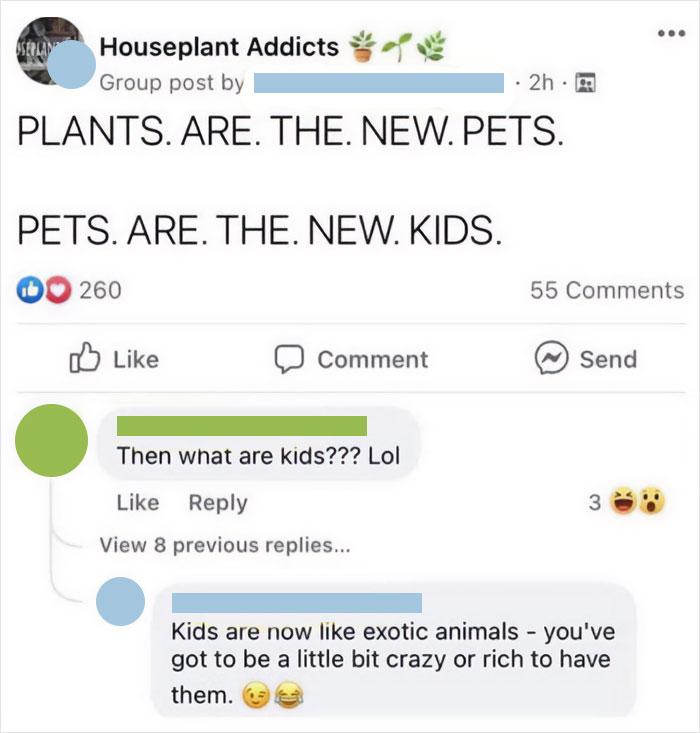 Houseplant Addicts 🪴🌱🌿
Group post by
· 2h ·
PLANTS. ARE. THE. NEW. PETS.
PETS. ARE. THE. NEW. KIDS.
260
55 Comments
Like
Comment
Send
Then what are kids??? Lol
Like Reply
3 😆😮
View 8 previous replies...
Kids are now like exotic animals - you've
got to be a little bit crazy or rich to have
them. 😉😂